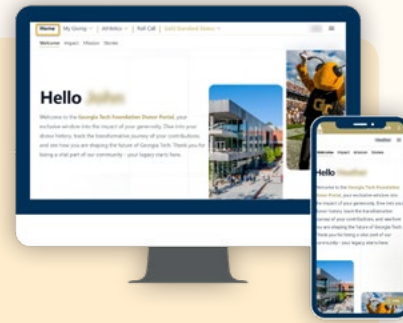 Home My Giving Athletics Roll Call Gold Standard Donor
Welcome Impact Mission Stories
Hello
Welcome to the Georgia Tech Foundation Donor Portal, your
exclusive window into the impact of your generosity. Dive into your
donor history, track the transformative journey of your contributions,
and see how you are shaping the future of Georgia Tech. Thank you for
being a vital part of our community - your legacy starts here.
GT
Welcome Impact Mission Stories
Hello
Welcome to the Georgia Tech Foundation
Donor Portal, your exclusive window into
the impact of your generosity. Dive into your
donor history, track the transformative
journey of your contributions, and see how
you are shaping the future of Georgia Tech.
Thank you for being a vital part of our
community - your legacy starts here.